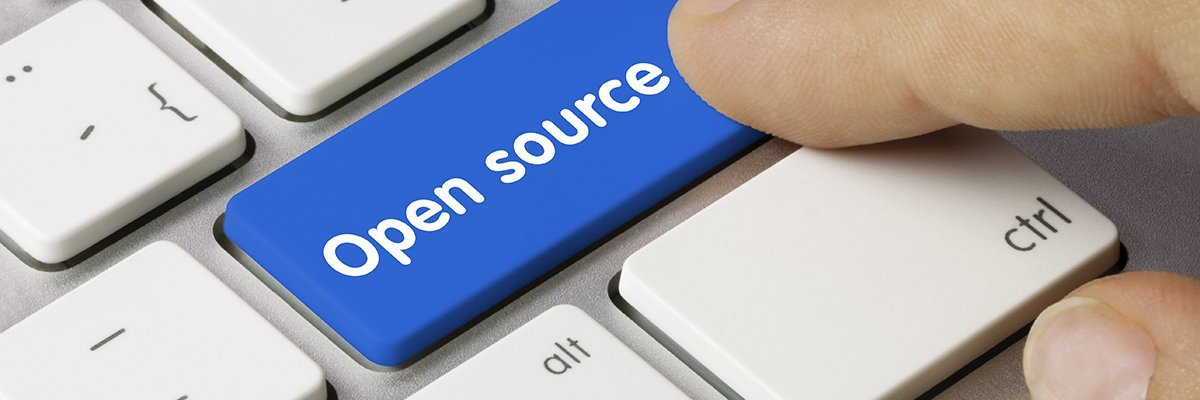 {
Open source
ctrl
alt